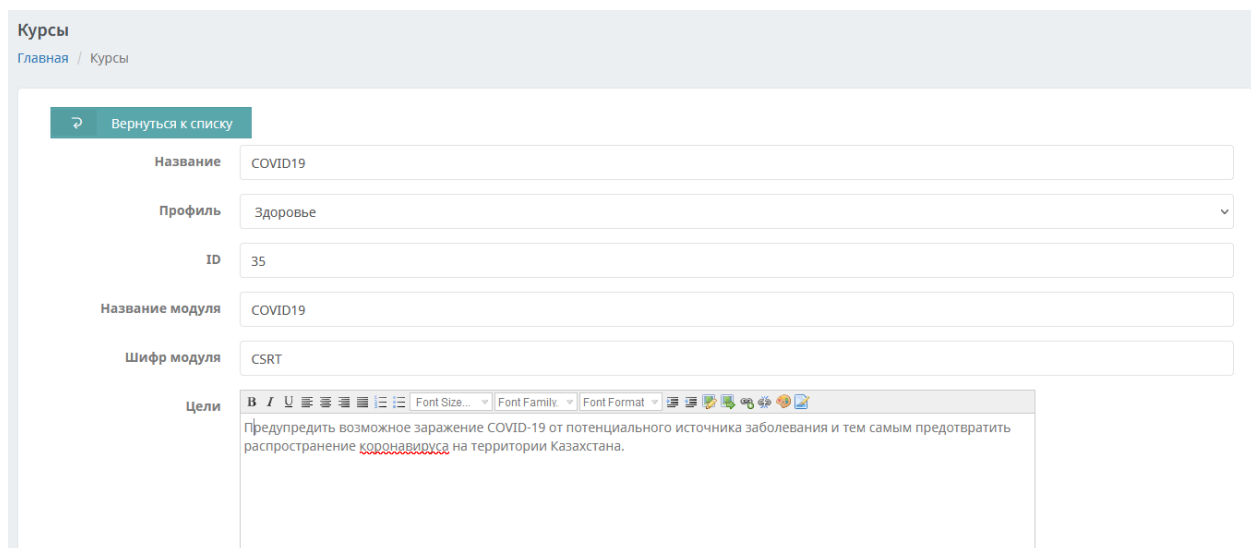 Курсы
Главная / Курсы
Вернуться к списку
Название COVID19
Профиль Здоровье
ID 35
Название модуля COVID19
Шифр модуля CSRT
Цели
B I U Font Size... Font Family. Font Format
Предупредить возможное заражение COVID-19 от потенциального источника заболевания и тем самым предотвратить
распространение коронавируса на территории Казахстана.